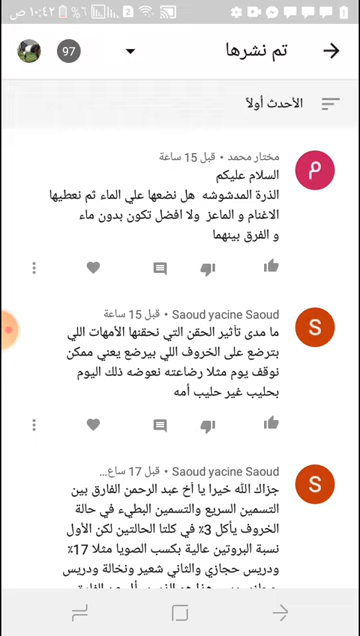 ١٠:٤٢ ص
٦%
تم نشرها
97
الأحدث أولاً
مختار محمد • قبل 15 ساعة
السلام عليكم
الذرة المدشوشه هل نضعها علي الماء ثم نعطيها
الاغنام و الماعز ولا افضل تكون بدون ماء
و الفرق بينهما
م
Saoud yacine Saoud • قبل 15 ساعة
ما مدى تأثير الحقن التي نحقنها الأمهات اللي
بترضع على الخروف اللي بيرضع يعني ممكن
نوقف يوم مثلا رضاعته نعوضه ذلك اليوم
بحليب غير حليب أمه
S
Saoud yacine Saoud • قبل 17 ساع...
جزاك الله خيرا يا أخ عبد الرحمن الفارق بين
التسمين السريع والتسمين البطيء في حالة
الخروف يأكل 3٪ في كلتا الحالتين لكن الأول
نسبة البروتين عالية بكسب الصويا مثلا 17٪
ودريس حجازي والثاني شعير ونخالة ودريس
S